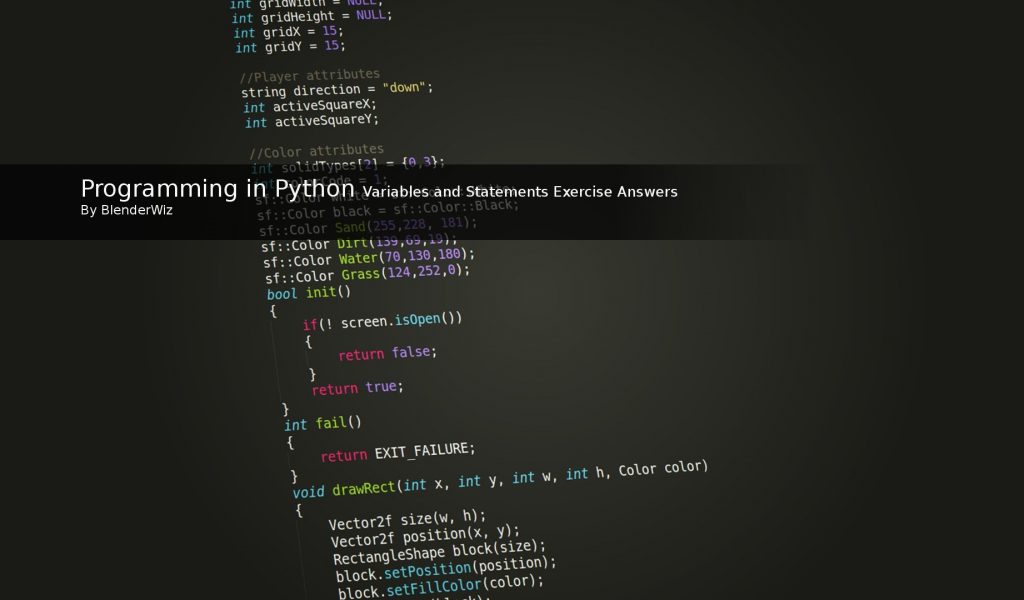 int gridWidth = NULL;
int gridHeight = NULL;
int gridX = 15;
int gridY = 15;
//Player attributes
string direction = "down";
int activeSquareX;
int activeSquareY;
//Color attributes
int solidTypes[2] = {0,3};
= 1;
Programming in Python Variables and Statements Exercise Answers
By BlenderWiz
sf::Color black = sf::Color::Black;
sf::Color Sand(255,228, 181);
sf::Color Dirt(139,69,19);
sf::Color Water(70,130,180);
sf::Color Grass(124,252,0);
bool init()
{
if(! screen.isOpen())
{
return false;
}
return true;
}
int fail()
{
return EXIT_FAILURE;
}
void drawRect(int x, int y, int w, int h, Color color)
{
Vector2f size(w, h);
Vector2f position(x, y);
RectangleShape block(size);
block.setPosition(position);
block.setFillColor(color);